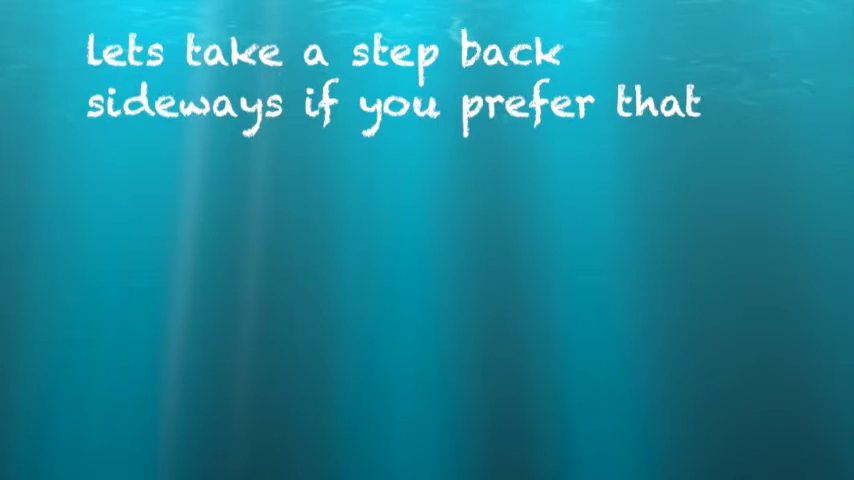 lets take a step back
sideways if you prefer that